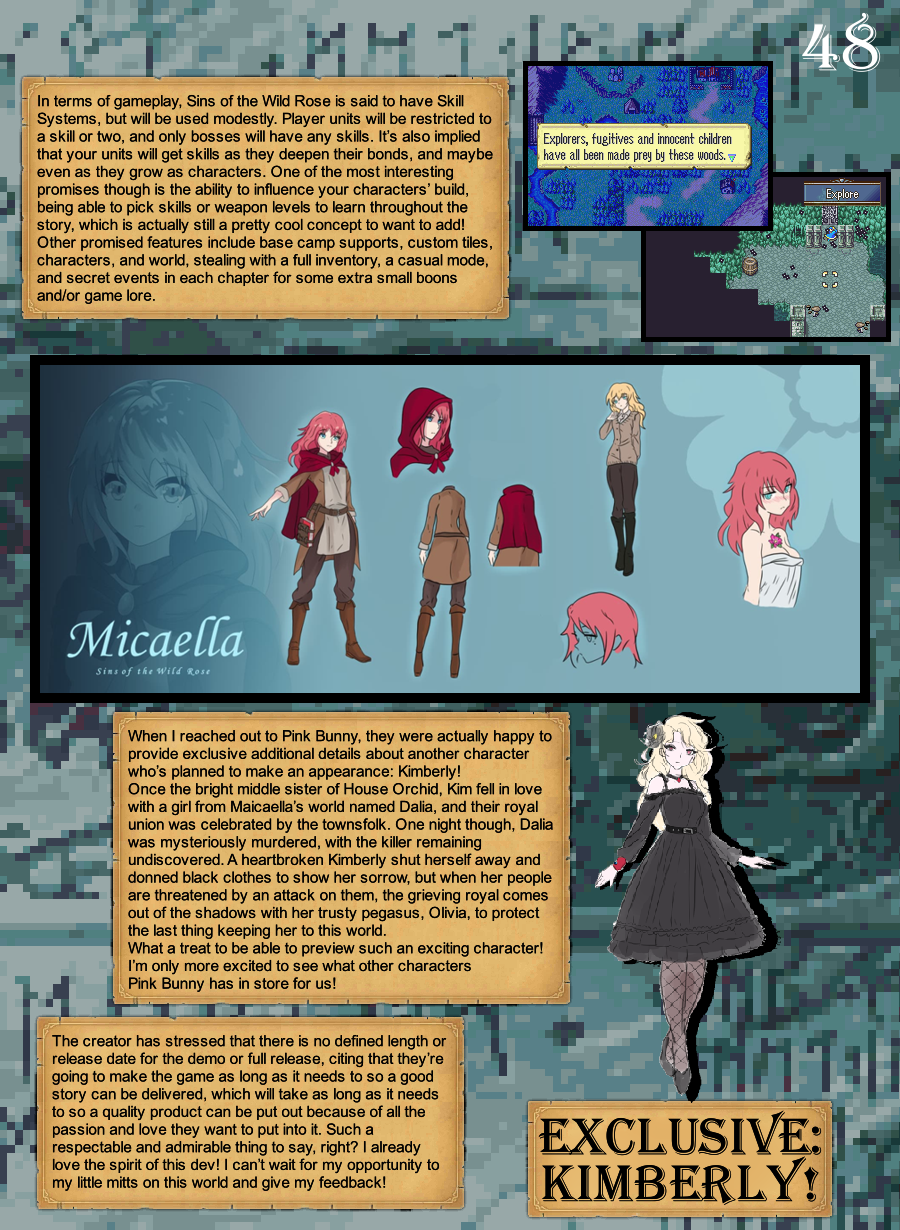 48
In terms of gameplay, Sins of the Wild Rose is said to have Skill
Systems, but will be used modestly. Player units will be restricted to
a skill or two, and only bosses will have any skills. It's also implied
that your units will get skills as they deepen their bonds, and maybe
even as they grow as characters. One of the most interesting
promises though is the ability to influence your characters' build,
being able to pick skills or weapon levels to learn throughout the
story, which is actually still a pretty cool concept to want to add!
Other promised features include base camp supports, custom tiles,
characters, and world, stealing with a full inventory, a casual mode,
and secret events in each chapter for some extra small boons
and/or game lore.
Explorers, fugitives and innocent children
have all been made prey by these woods.
Explore
Micaella
Sins of the Wild Rose
When I reached out to Pink Bunny, they were actually happy to
provide exclusive additional details about another character
who's planned to make an appearance: Kimberly!
Once the bright middle sister of House Orchid, Kim fell in love
with a girl from Maicaella's world named Dalia, and their royal
union was celebrated by the townsfolk. One night though, Dalia
was mysteriously murdered, with the killer remaining
undiscovered. A heartbroken Kimberly shut herself away and
donned black clothes to show her sorrow, but when her people
are threatened by an attack on them, the grieving royal comes
out of the shadows with her trusty pegasus, Olivia, to protect
the last thing keeping her to this world.
What a treat to be able to preview such an exciting character!
I'm only more excited to see what other characters
Pink Bunny has in store for us!
The creator has stressed that there is no defined length or
release date for the demo or full release, citing that they're
going to make the game as long as it needs to so a good
story can be delivered, which will take as long as it needs
to so a quality product can be put out because of all the
passion and love they want to put into it. Such a
respectable and admirable thing to say, right? I already
love the spirit of this dev! I can't wait for my opportunity to
my little mitts on this world and give my feedback!
EXCLUSIVE:
KIMBERLY!